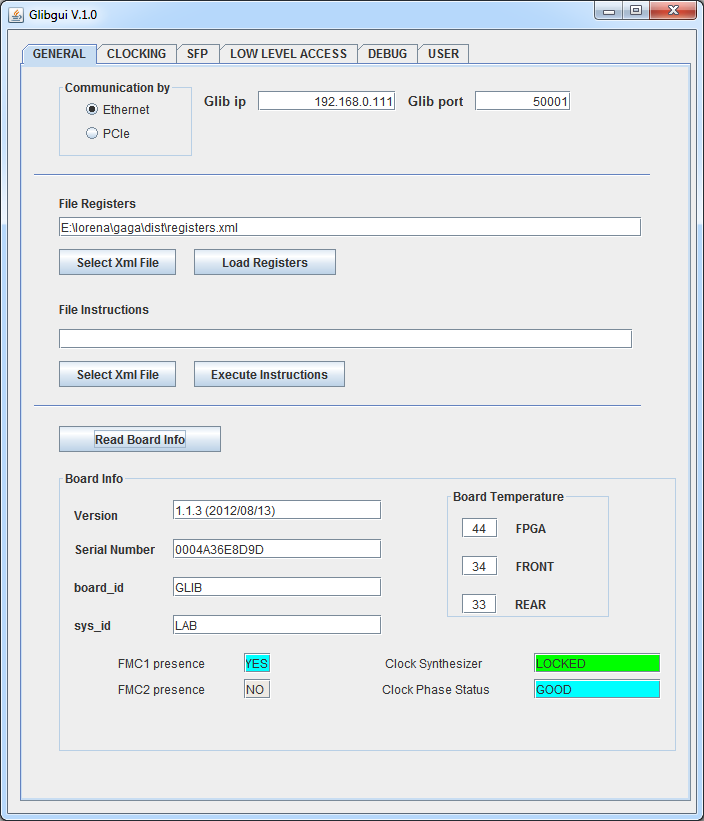 Glibgui V.1.0
GENERAL CLOCKING SFP LOW LEVEL ACCESS DEBUG USER
Communication by
Ethernet
PCIe
Glib ip 192.168.0.111 Glib port 50001
File Registers
E:\lorena\gaga\dist\registers.xml
Select Xml File Load Registers
File Instructions
Select Xml File Execute Instructions
Read Board Info
Board Info
Version 1.1.3 (2012/08/13)
Serial Number 0004A36E8D9D
board_id GLIB
sys_id LAB
Board Temperature
44 FPGA
34 FRONT
33 REAR
FMC1 presence YES Clock Synthesizer LOCKED
FMC2 presence NO Clock Phase Status GOOD